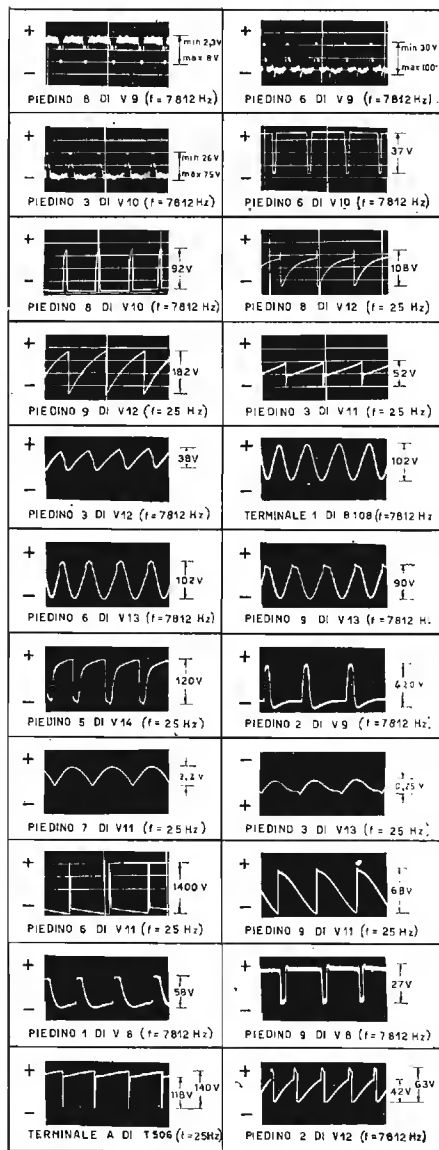 + − min 2,3V max 8V
PIEDINO 8 DI V9 (f=7812 Hz)
+ − min 30V max 100
PIEDINO 6 DI V9 (f=7812 Hz)
+ − min 26V max 75V
PIEDINO 3 DI V10 (f=7812 Hz)
+ − 37V
PIEDINO 6 DI V10 (f=7812 Hz)
+ − 92V
PIEDINO 8 DI V10 (f=7812 Hz)
+ − 108V
PIEDINO 8 DI V12 (f=25 Hz)
+ − 182V
PIEDINO 9 DI V12 (f=25 Hz)
+ − 52V
PIEDINO 3 DI V11 (f=25 Hz)
+ − 38V
PIEDINO 3 DI V12 (f=7812 Hz)
+ − 102V
TERMINALE 1 DI B108 (f=7812 Hz
+ − 102V
PIEDINO 6 DI V13 (f=7812 Hz)
+ − 90V
PIEDINO 9 DI V13 (f=7812 H
+ − 120V
PIEDINO 5 DI V14 (f=25 Hz)
+ − 420V
PIEDINO 2 DI V9 (f=7812 Hz)
+ − 2,2V
PIEDINO 7 DI V11 (f=25 Hz)
− + 0,25V
PIEDINO 3 DI V13 (f=25 Hz)
+ − 1400V
PIEDINO 6 DI V11 (f=25 Hz)
+ − 68V
PIEDINO 9 DI V11 (f=25 Hz)
+ − 58V
PIEDINO 1 DI V8 (f=7812 Hz)
+ − 27V
PIEDINO 9 DI V8 (f=7812 Hz)
+ − 118V 140V
TERMINALE A DI T506 (f=25Hz)
+ − 42V 63V
PIEDINO 2 DI V12 (f=7812 Hz)